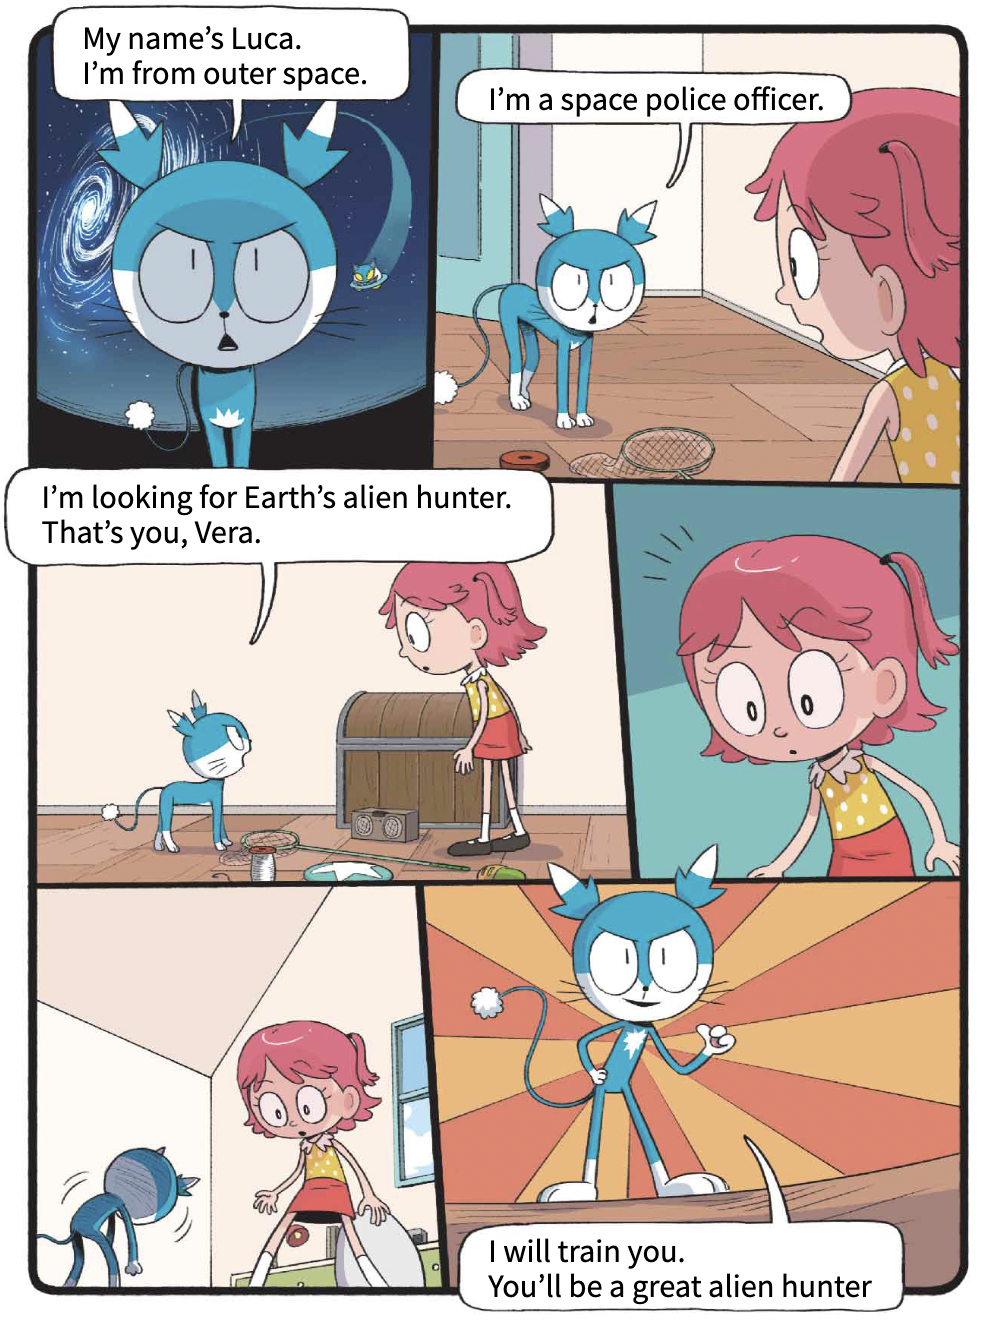 My name’s Luca.
I’m from outer space.
I’m a space police officer.
I’m looking for Earth’s alien hunter.
That’s you, Vera.
I will train you.
You’ll be a great alien hunter